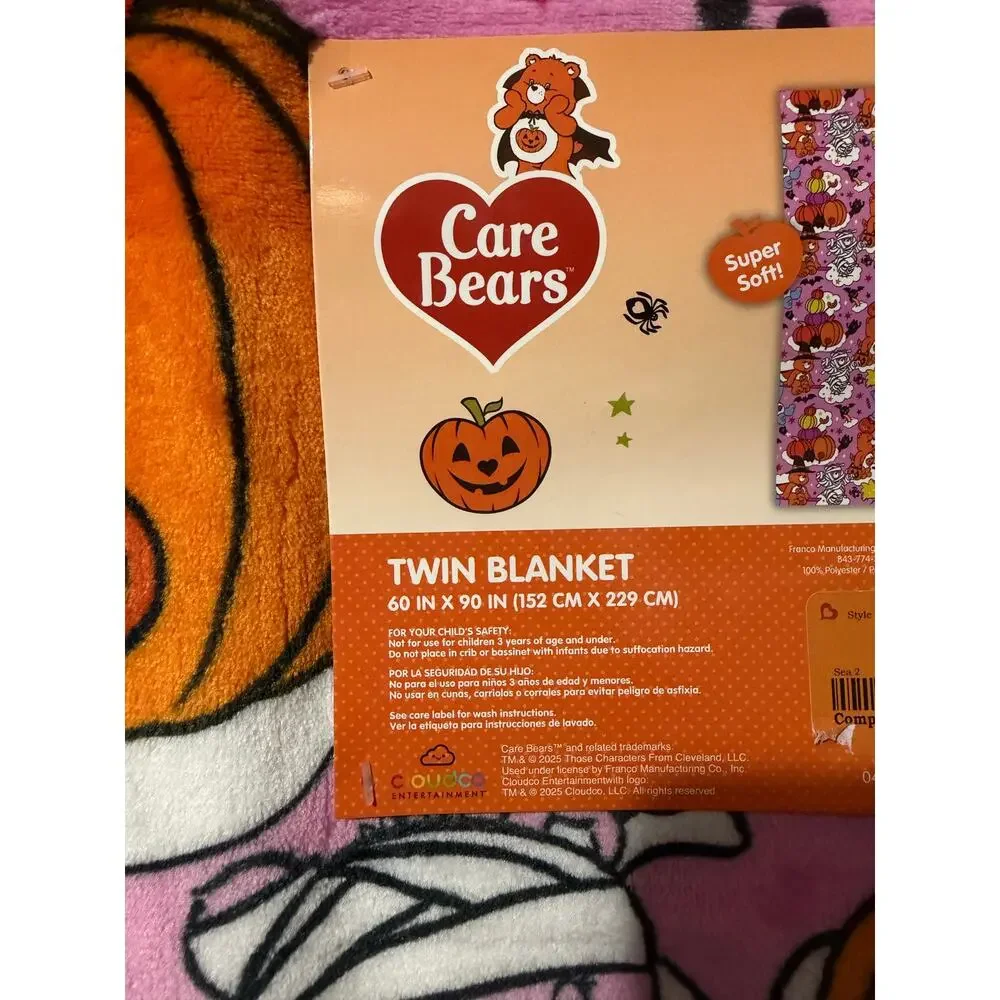 Care
Bears™
Super
Soft!
TWIN BLANKET
60 IN X 90 IN (152 CM X 229 CM)
FOR YOUR CHILD'S SAFETY:
Not for use for children 3 years of age and under.
Do not place in crib or bassinet with infants due to suffocation hazard.
POR LA SEGURIDAD DE SU HIJO:
No para el uso para niños 3 años de edad y menores.
No usar en cunas, carriolas o corrales para evitar peligro de asfixia.
See care label for wash instructions.
Ver la etiqueta para instrucciones de lavado.
cloudco
ENTERTAINMENT
Care Bears™ and related trademarks
TM & © 2025 Those Characters From Cleveland, LLC.
Used under license by Franco Manufacturing Co., Inc.
Cloudco Entertainmentwith logo:
TM & © 2025 Cloudco, LLC. All rights reserved
Franco Manufacturing
843-774-
100% Polyester / P
Style
Sea 2
Comp
04